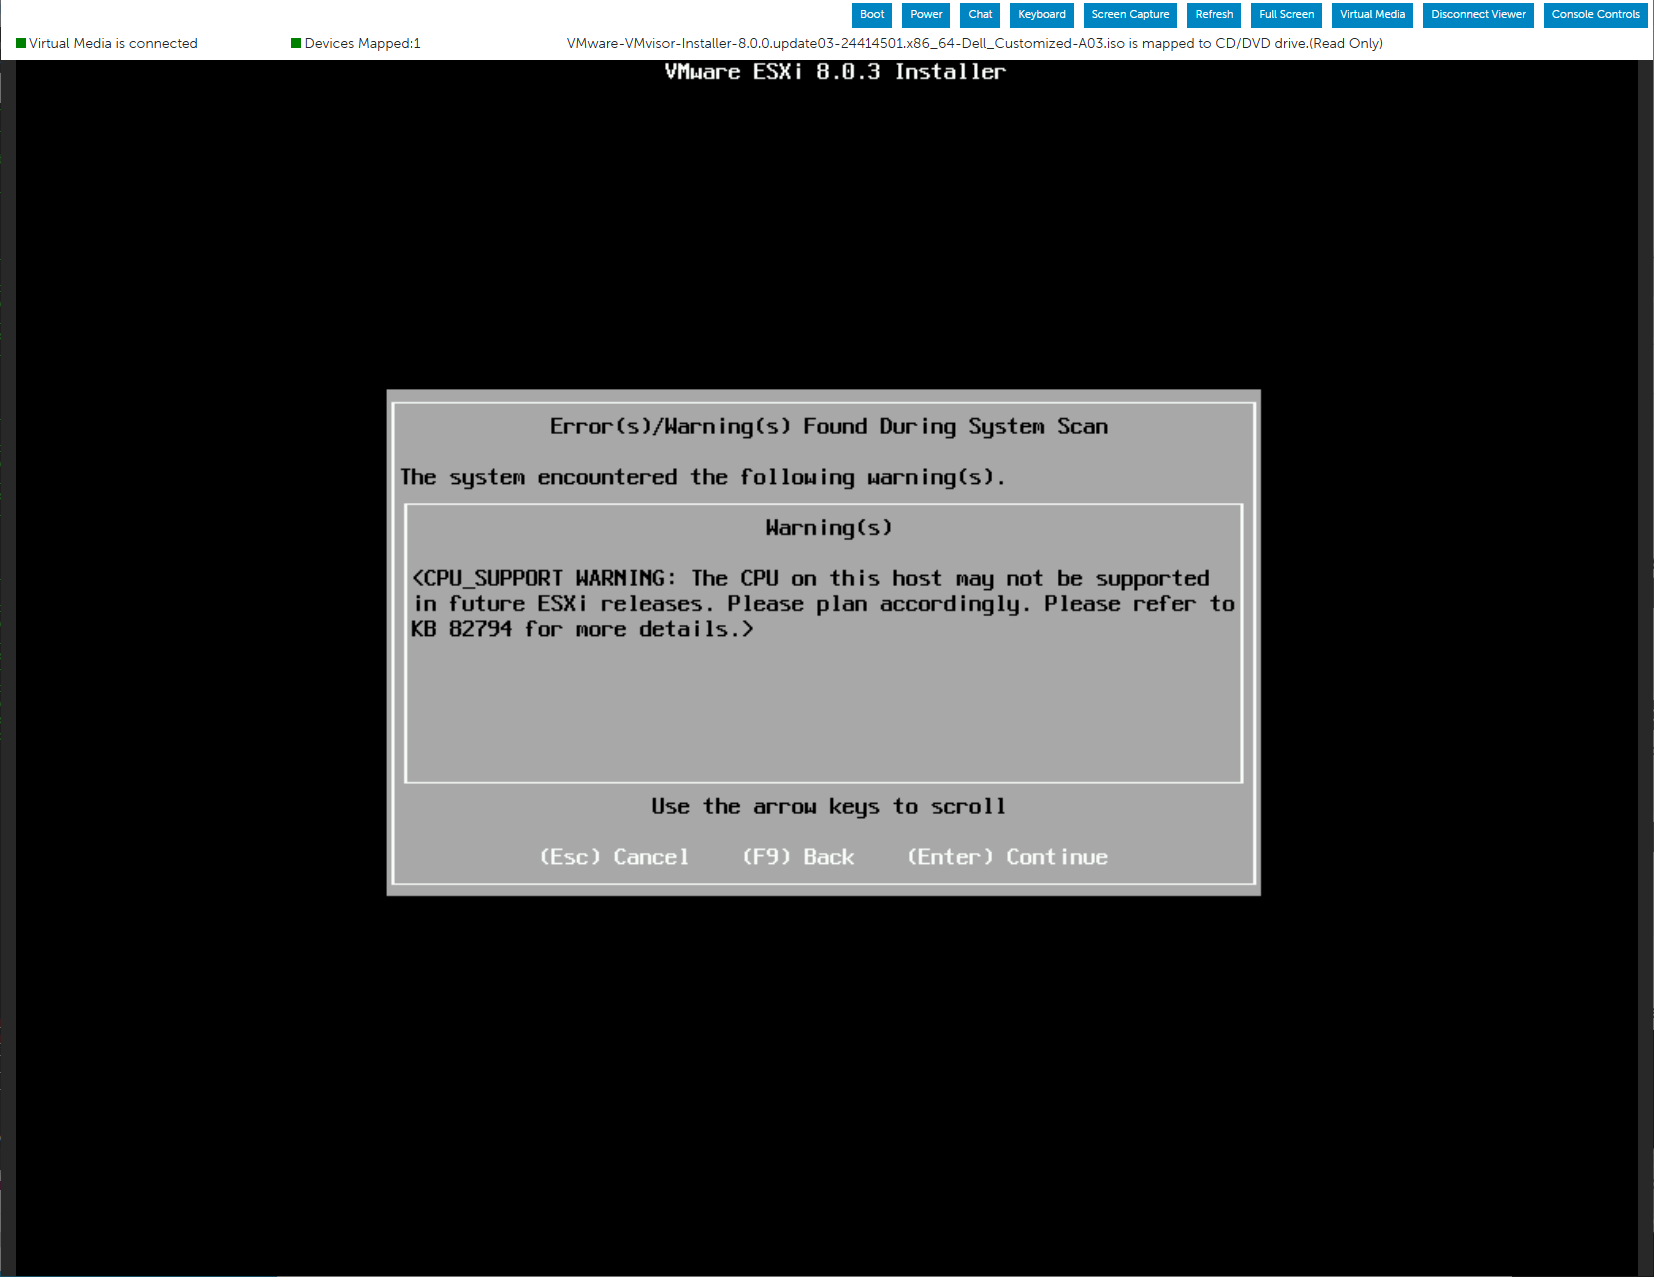 Boot Power Chat Keyboard Screen Capture Refresh Full Screen Virtual Media Disconnect Viewer Console Controls
Virtual Media is connected Devices Mapped:1 VMware-VMvisor-Installer-8.0.0.update03-24414501.x86_64-Dell_Customized-A03.iso is mapped to CD/DVD drive.(Read Only)
VMware ESXi 8.0.3 Installer
Error(s)/Warning(s) Found During System Scan
The system encountered the following warning(s).
Warning(s)
<CPU_SUPPORT WARNING: The CPU on this host may not be supported
in future ESXi releases. Please plan accordingly. Please refer to
KB 82794 for more details.>
Use the arrow keys to scroll
(Esc) Cancel (F9) Back (Enter) Continue